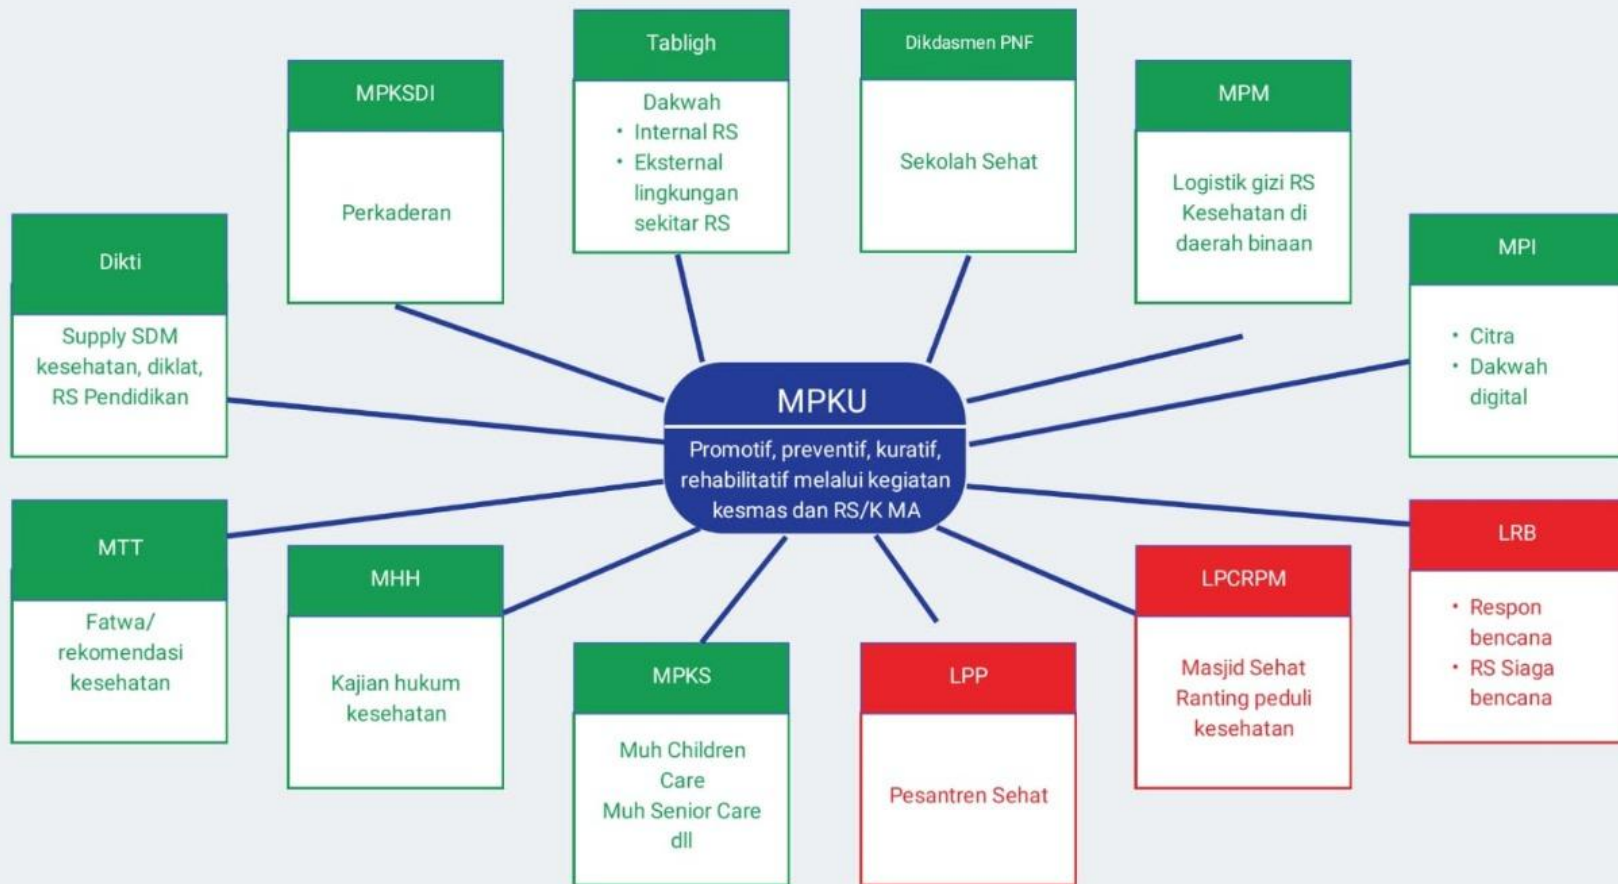 Tabligh
Dakwah
• Internal RS
• Eksternal
lingkungan
sekitar RS
Dikdasmen PNF
Sekolah Sehat
MPKSDI
Perkaderan
MPM
Logistik gizi RS
Kesehatan di
daerah binaan
Dikti
Supply SDM
kesehatan, diklat,
RS Pendidikan
MPI
• Citra
• Dakwah
digital
MPKU
Promotif, preventif, kuratif,
rehabilitatif melalui kegiatan
kesmas dan RS/K MA
MTT
Fatwa/
rekomendasi
kesehatan
MHH
Kajian hukum
kesehatan
MPKS
Muh Children
Care
Muh Senior Care
dll
LPP
Pesantren Sehat
LPCRPM
Masjid Sehat
Ranting peduli
kesehatan
LRB
• Respon
bencana
• RS Siaga
bencana